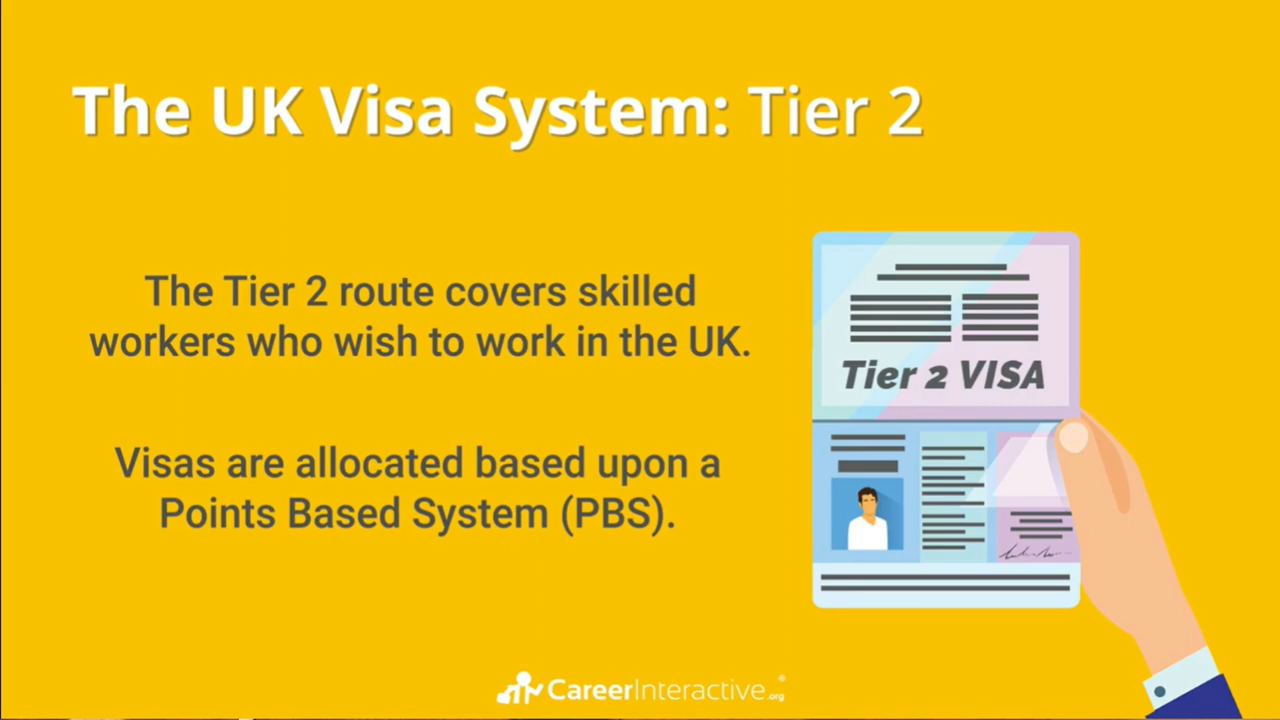 The UK Visa System: Tier 2
The Tier 2 route covers skilled
workers who wish to work in the UK.
Visas are allocated based upon a
Points Based System (PBS).
Tier 2 VISA
CareerInteractive.org®